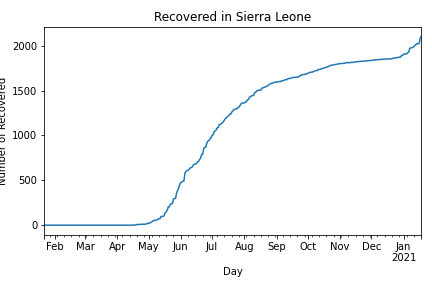 Recovered in Sierra Leone
Number of Recovered
2000
1500
1000
500
0
Feb Mar Apr May Jun Jul Aug Sep Oct Nov Dec Jan
2021
Day